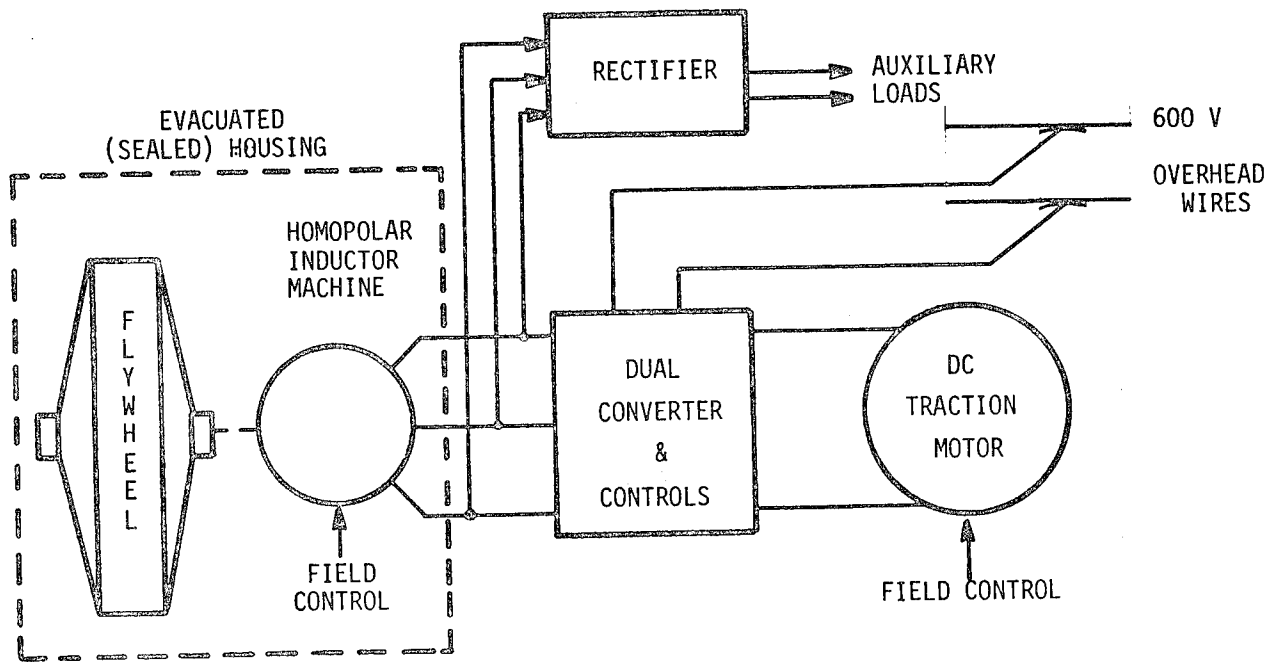 RECTIFIER
AUXILIARY
LOADS
600 V
OVERHEAD
WIRES
EVACUATED
(SEALED) HOUSING
HOMOPOLAR
INDUCTOR
MACHINE
FLYWHEEL
FIELD
CONTROL
DUAL
CONVERTER
&
CONTROLS
DC
TRACTION
MOTOR
FIELD CONTROL